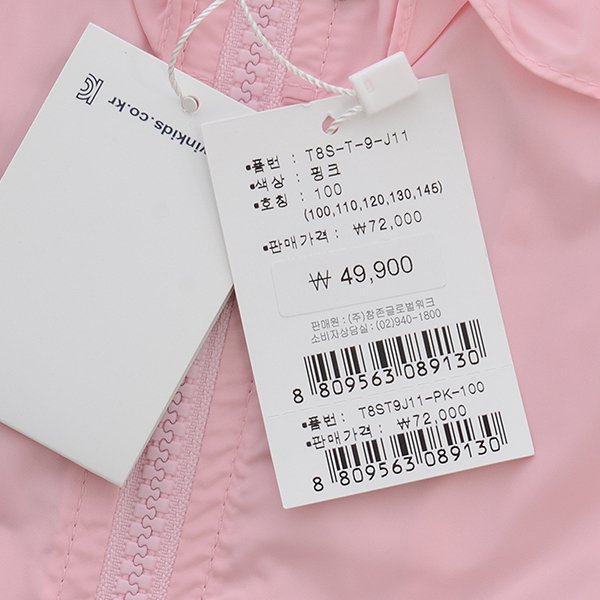 vinkids.co.kr
•품번 : T8S-T-9-J11
•색상 : 핑크
•호칭 : 100
(100,110,120,130,145)
•판매가격 : ₩72,000
₩ 49,900
판매원 : (주)참존글로벌워크
소비자상담실 : (02)940-1800
8 809563 089130
•품번 : T8ST9J11-PK-100
•판매가격 : ₩72,000
8 809563 089130